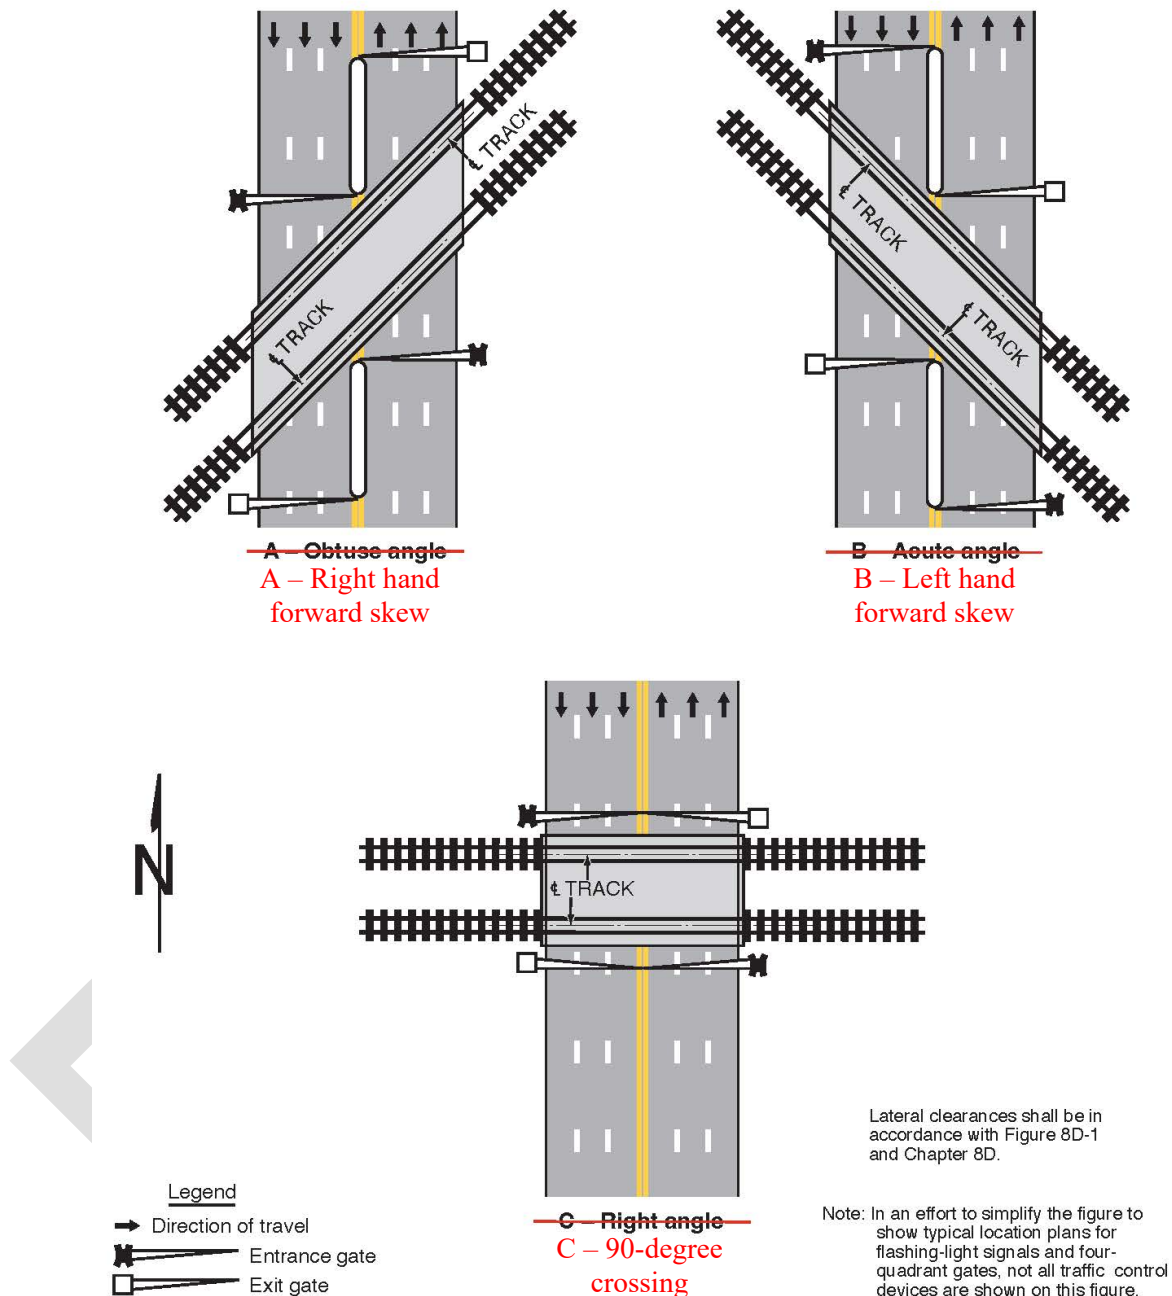 ℄ TRACK
℄ TRACK
℄ TRACK
℄ TRACK
A – Obtuse angle
A – Right hand
forward skew
B – Acute angle
B – Left hand
forward skew
N
℄ TRACK
Lateral clearances shall be in
accordance with Figure 8D-1
and Chapter 8D.
Legend
Direction of travel
Entrance gate
Exit gate
C – Right angle
C – 90-degree
crossing
Note: In an effort to simplify the figure to
show typical location plans for
flashing-light signals and four-
quadrant gates, not all traffic control
devices are shown on this figure.